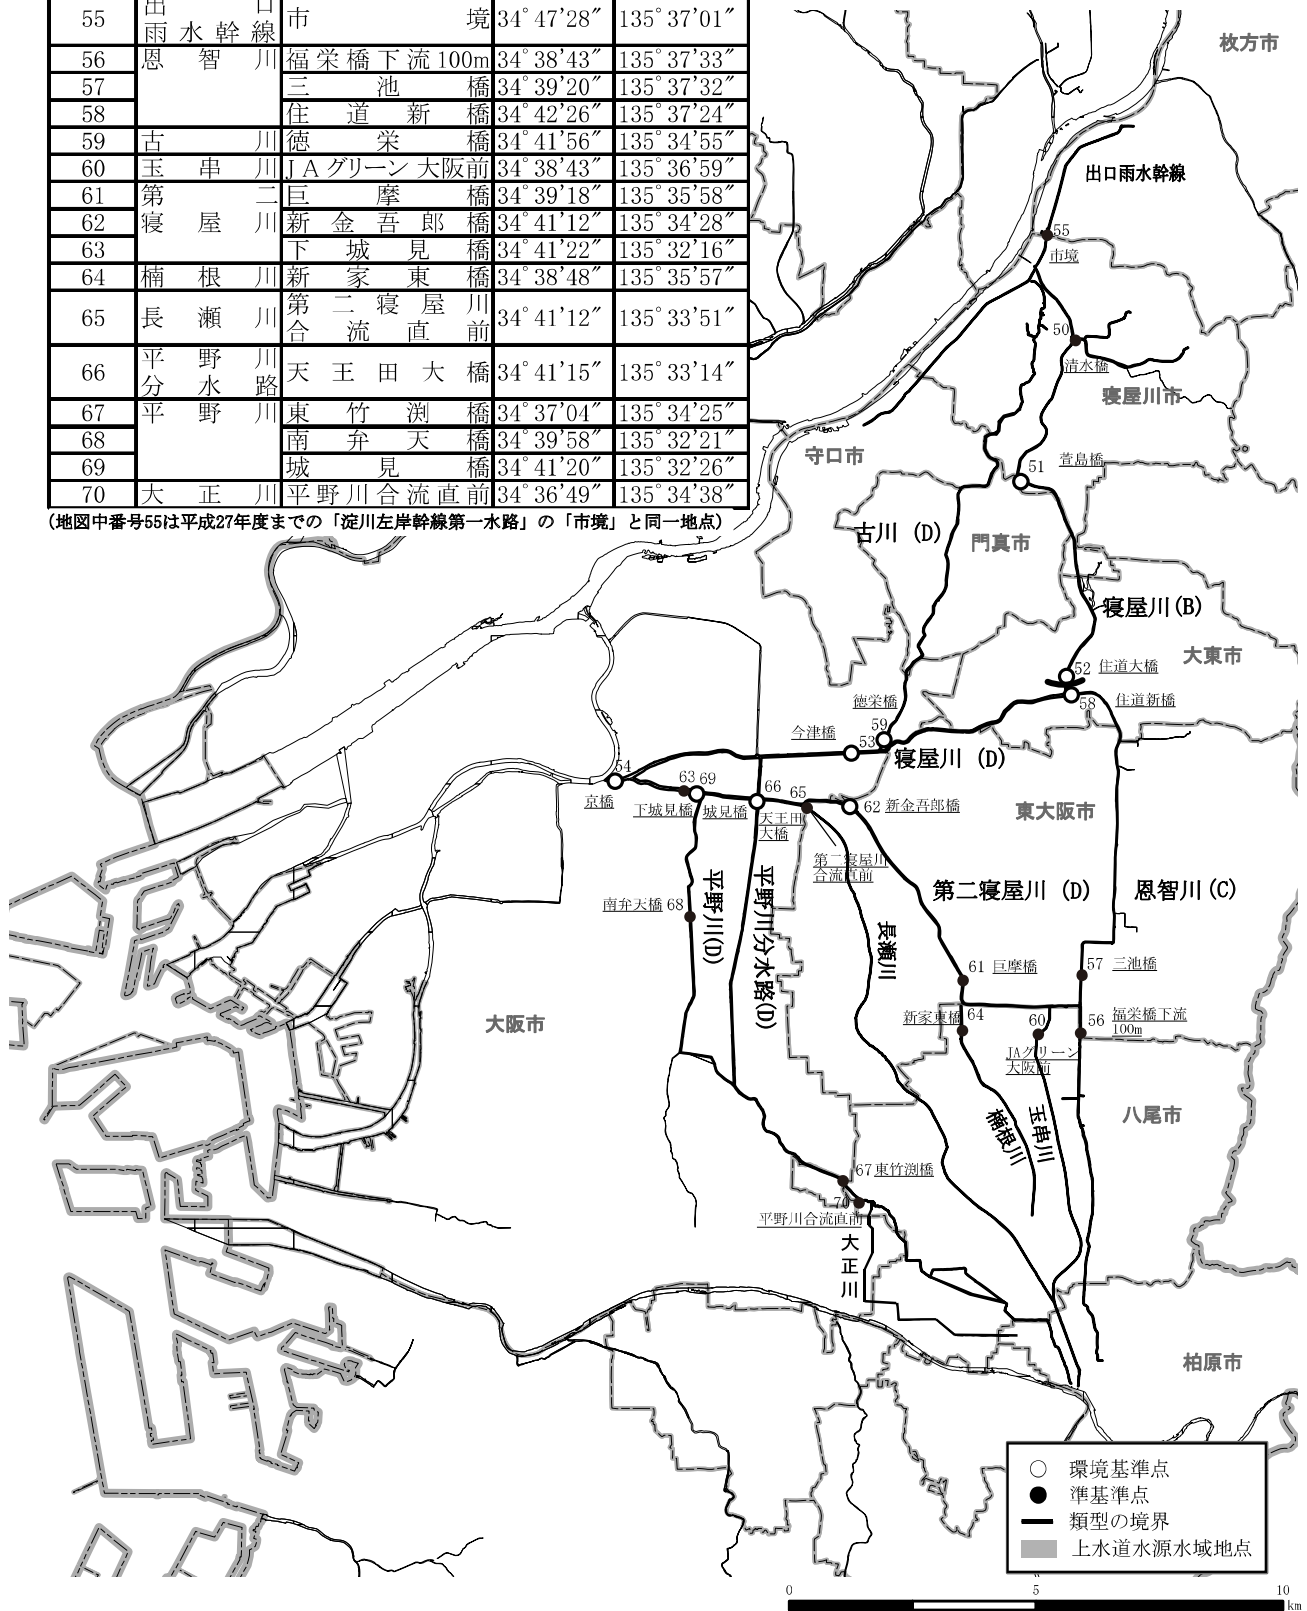 55 出口 市境 34°47'28″ 135°37'01″
雨水幹線
56 恩智川 福栄橋下流100m 34°38'43″ 135°37'33″
57 三池橋 34°39'20″ 135°37'32″
58 住道新橋 34°42'26″ 135°37'24″
59 古川 徳栄橋 34°41'56″ 135°34'55″
60 玉串川 JAグリーン大阪前 34°38'43″ 135°36'59″
61 第二 巨摩橋 34°39'18″ 135°35'58″
62 寝屋川 新金吾郎橋 34°41'12″ 135°34'28″
63 下城見橋 34°41'22″ 135°32'16″
64 楠根川 新家東橋 34°38'48″ 135°35'57″
65 長瀬川 第二寝屋川 34°41'12″ 135°33'51″
合流直前
66 平野川 天王田大橋 34°41'15″ 135°33'14″
分水路
67 平野川 東竹渕橋 34°37'04″ 135°34'25″
68 南弁天橋 34°39'58″ 135°32'21″
69 城見橋 34°41'20″ 135°32'26″
70 大正川 平野川合流直前 34°36'49″ 135°34'38″
(地図中番号55は平成27年度までの「淀川左岸幹線第一水路」の「市境」と同一地点)
枚方市
出口雨水幹線
55
市境
50
清水橋
寝屋川市
守口市
51 萱島橋
古川 (D)
門真市
寝屋川(B)
大東市
52 住道大橋
58 住道新橋
徳栄橋
59
今津橋
53
寝屋川 (D)
54
京橋
63 69
下城見橋 城見橋
66
天王田
大橋
65
第二寝屋川
合流直前
62 新金吾郎橋
東大阪市
第二寝屋川 (D)
恩智川(C)
平野川(D)
平野川分水路(D)
長瀬川
南弁天橋 68
61 巨摩橋
57 三池橋
新家東橋 64
60
JAグリーン
大阪前
56 福栄橋下流
100m
大阪市
八尾市
楠根川
玉串川
67 東竹渕橋
70
平野川合流直前
大正川
柏原市
○ 環境基準点
● 準基準点
類型の境界
上水道水源水域地点
0 5 10
km